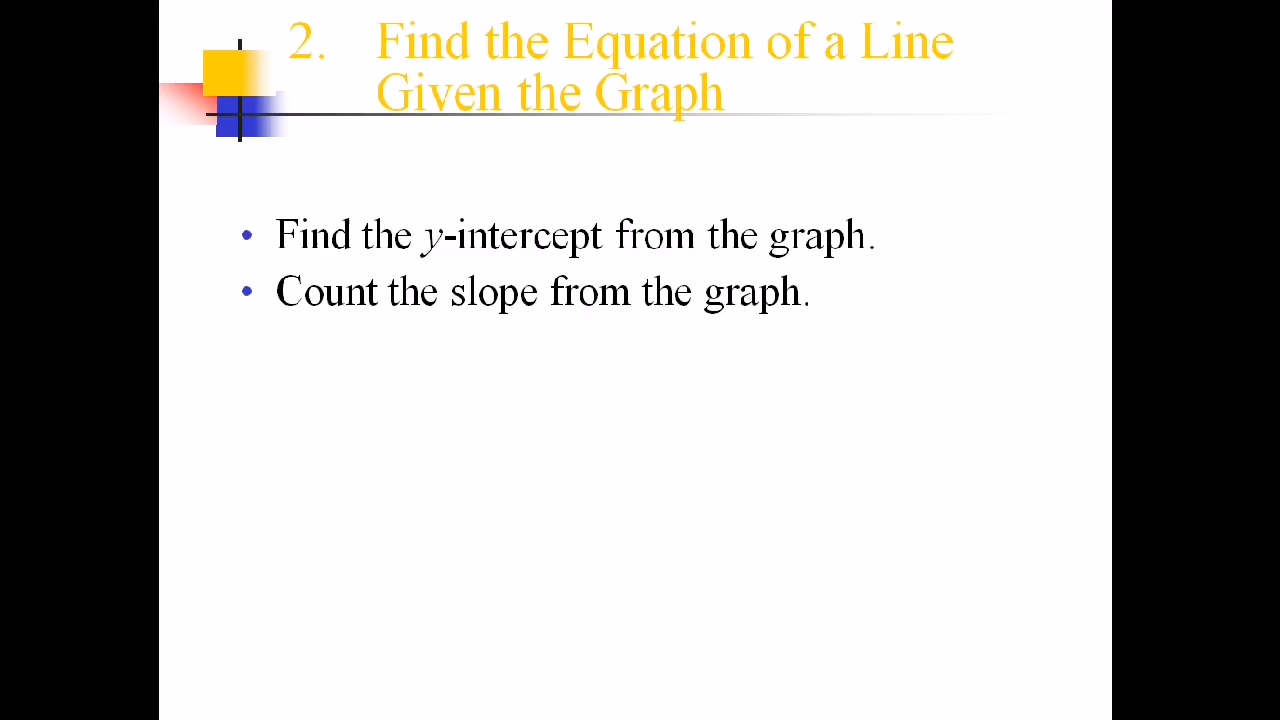 2. Find the Equation of a Line
Given the Graph
• Find the y-intercept from the graph.
• Count the slope from the graph.